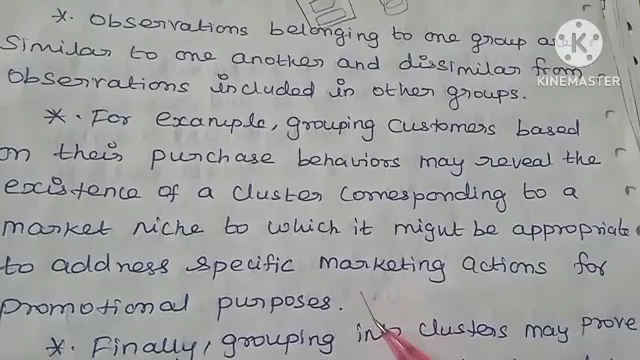 *. Observations belonging to one group are
similar to one another and dissimilar from
observations included in other groups.
*. For example, grouping customers based
on their purchase behaviors may reveal the
existence of a cluster corresponding to a
market niche to which it might be appropriate
to address specific marketing actions for
promotional purposes.
*. Finally, grouping into clusters may prove
KINEMASTER